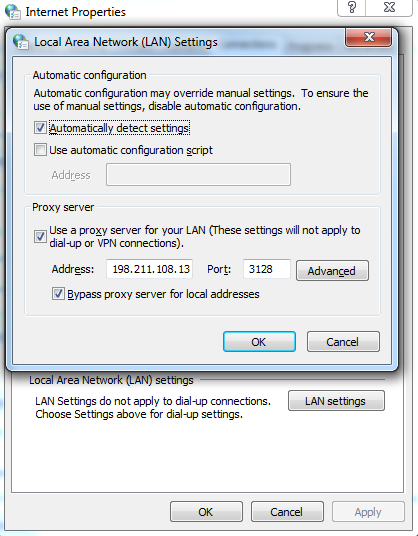 Internet Properties
Local Area Network (LAN) Settings
Automatic configuration
Automatic configuration may override manual settings. To ensure the
use of manual settings, disable automatic configuration.
Automatically detect settings
Use automatic configuration script
Address
Proxy server
Use a proxy server for your LAN (These settings will not apply to
dial-up or VPN connections).
Address: 198.211.108.13 Port: 3128 Advanced
Bypass proxy server for local addresses
OK Cancel
Local Area Network (LAN) settings
LAN Settings do not apply to dial-up connections. LAN settings
Choose Settings above for dial-up settings.
OK Cancel Apply